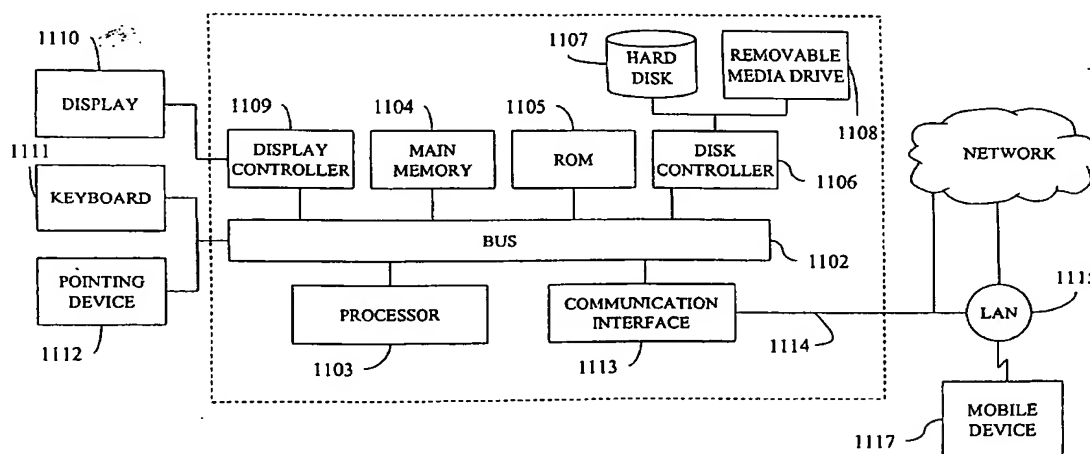 1110
DISPLAY
1111
KEYBOARD
POINTING
DEVICE
1112
1109
DISPLAY
CONTROLLER
1104
MAIN
MEMORY
1105
ROM
1107
HARD
DISK
REMOVABLE
MEDIA DRIVE
1108
DISK
CONTROLLER
1106
BUS
1102
PROCESSOR
1103
COMMUNICATION
INTERFACE
1113
1114
NETWORK
LAN
MOBILE
DEVICE
1117